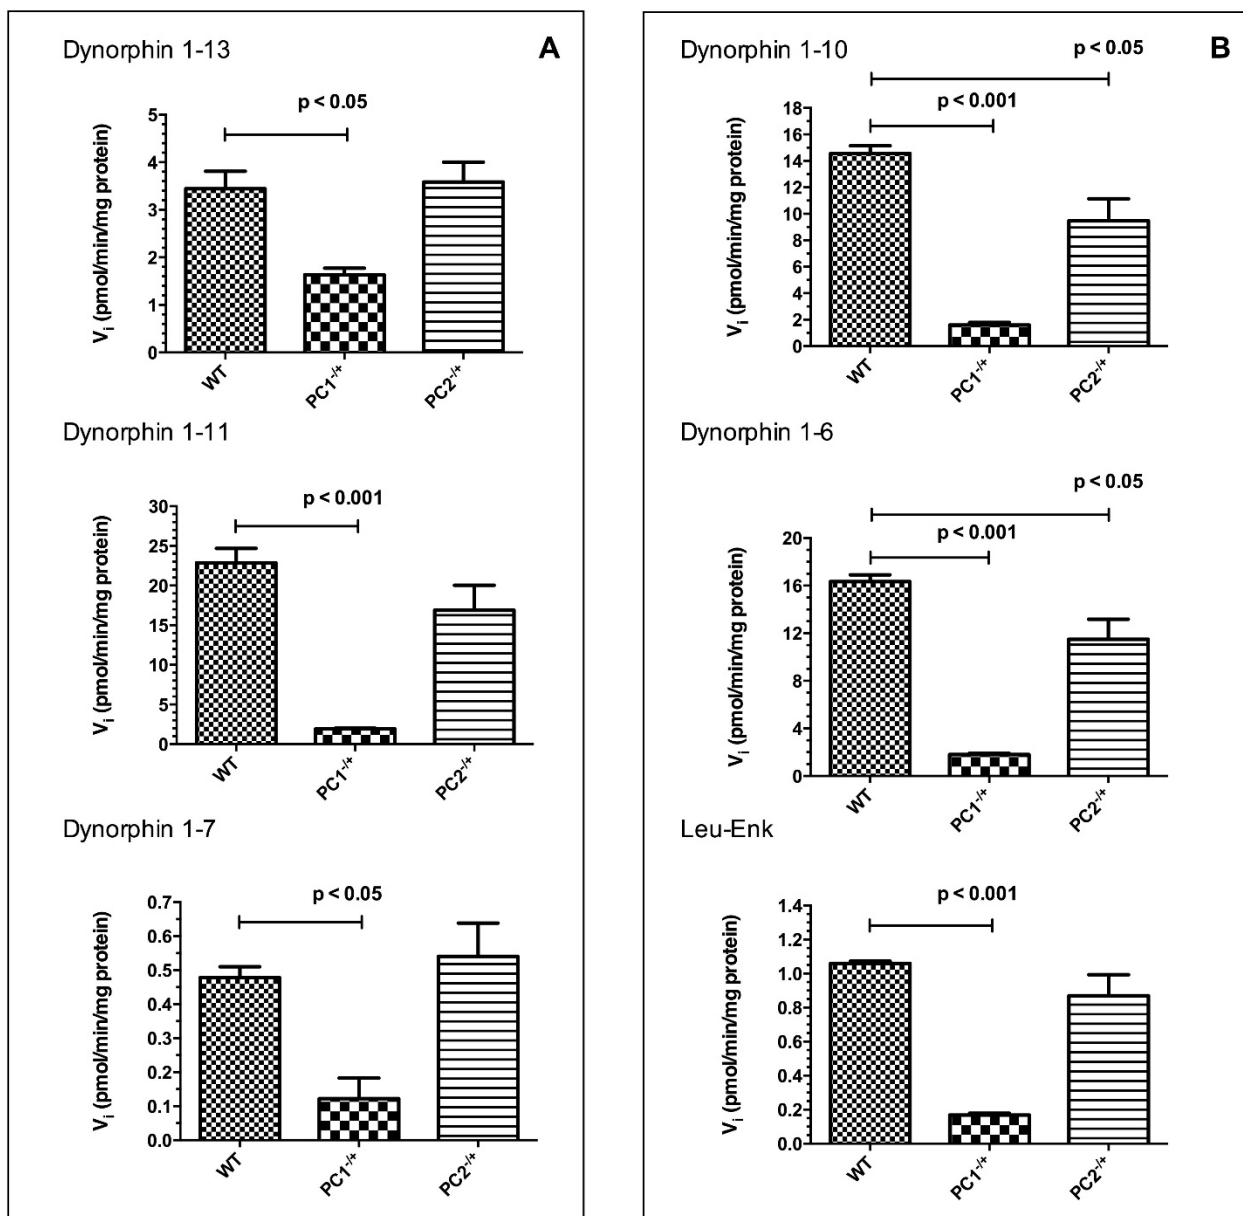 A
Dynorphin 1-13
p < 0.05
Vi (pmol/min/mg protein)
5
4
3
2
1
0
WT
PC1-/+
PC2-/+
Dynorphin 1-11
p < 0.001
Vi (pmol/min/mg protein)
30
25
20
15
10
5
0
WT
PC1-/+
PC2-/+
Dynorphin 1-7
p < 0.05
Vi (pmol/min/mg protein)
0.7
0.6
0.5
0.4
0.3
0.2
0.1
0.0
WT
PC1-/+
PC2-/+
B
Dynorphin 1-10
p < 0.05
p < 0.001
Vi (pmol/min/mg protein)
18
16
14
12
10
8
6
4
2
0
WT
PC1-/+
PC2-/+
Dynorphin 1-6
p < 0.05
p < 0.001
Vi (pmol/min/mg protein)
20
16
12
8
4
0
WT
PC1-/+
PC2-/+
Leu-Enk
p < 0.001
Vi (pmol/min/mg protein)
1.4
1.2
1.0
0.8
0.6
0.4
0.2
0.0
WT
PC1-/+
PC2-/+